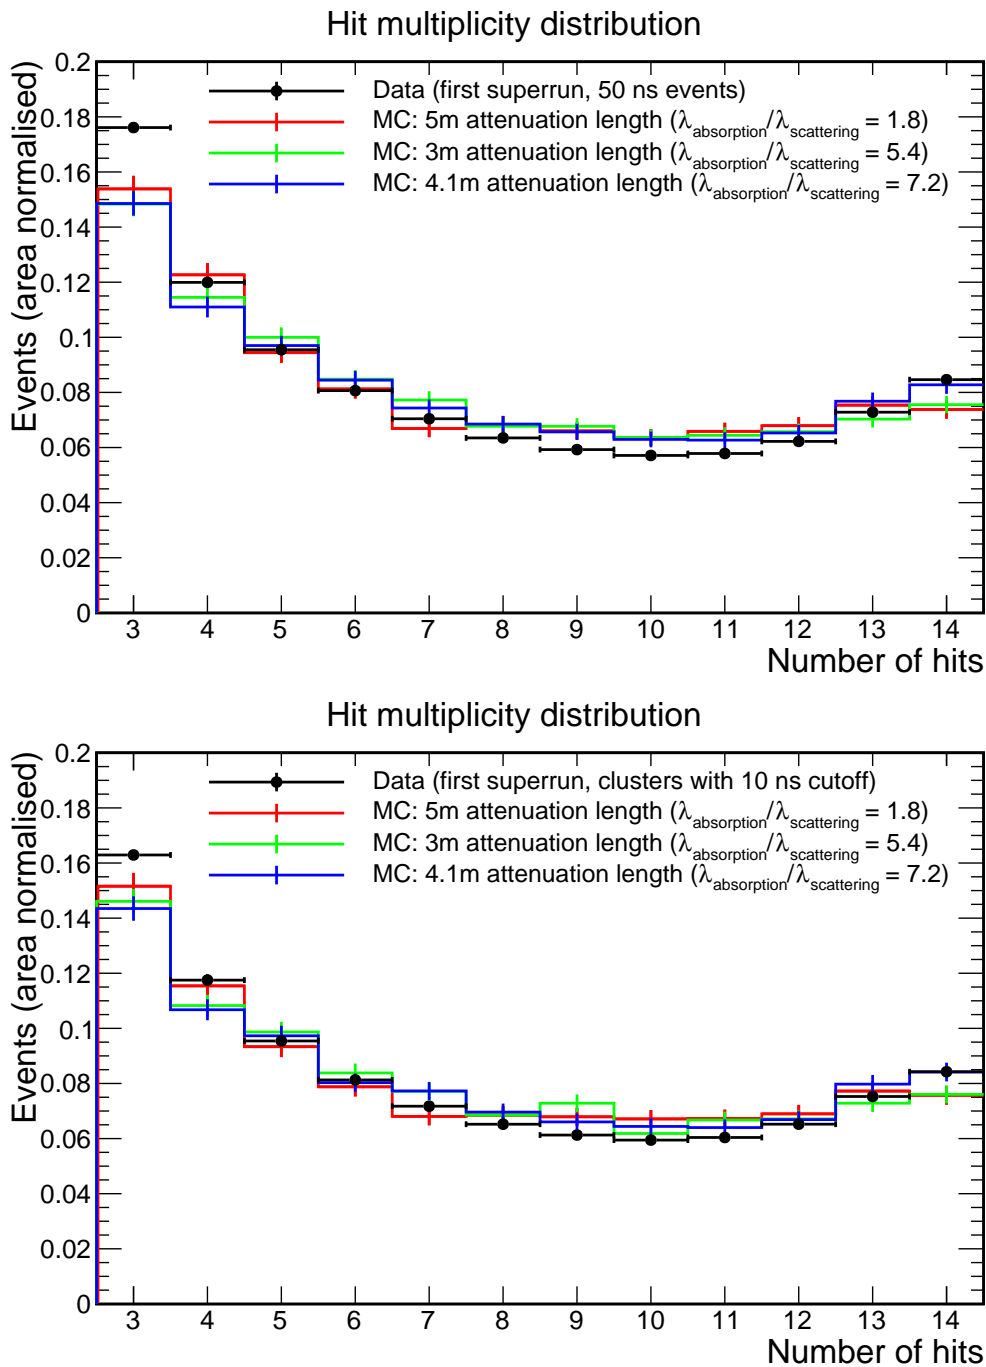 Hit multiplicity distribution
Events (area normalised)
0.2
0.18
0.16
0.14
0.12
0.1
0.08
0.06
0.04
0.02
0
Data (first superrun, 50 ns events)
MC: 5m attenuation length (λabsorption/λscattering = 1.8)
MC: 3m attenuation length (λabsorption/λscattering = 5.4)
MC: 4.1m attenuation length (λabsorption/λscattering = 7.2)
3 4 5 6 7 8 9 10 11 12 13 14
Number of hits
Hit multiplicity distribution
Events (area normalised)
0.2
0.18
0.16
0.14
0.12
0.1
0.08
0.06
0.04
0.02
0
Data (first superrun, clusters with 10 ns cutoff)
MC: 5m attenuation length (λabsorption/λscattering = 1.8)
MC: 3m attenuation length (λabsorption/λscattering = 5.4)
MC: 4.1m attenuation length (λabsorption/λscattering = 7.2)
3 4 5 6 7 8 9 10 11 12 13 14
Number of hits